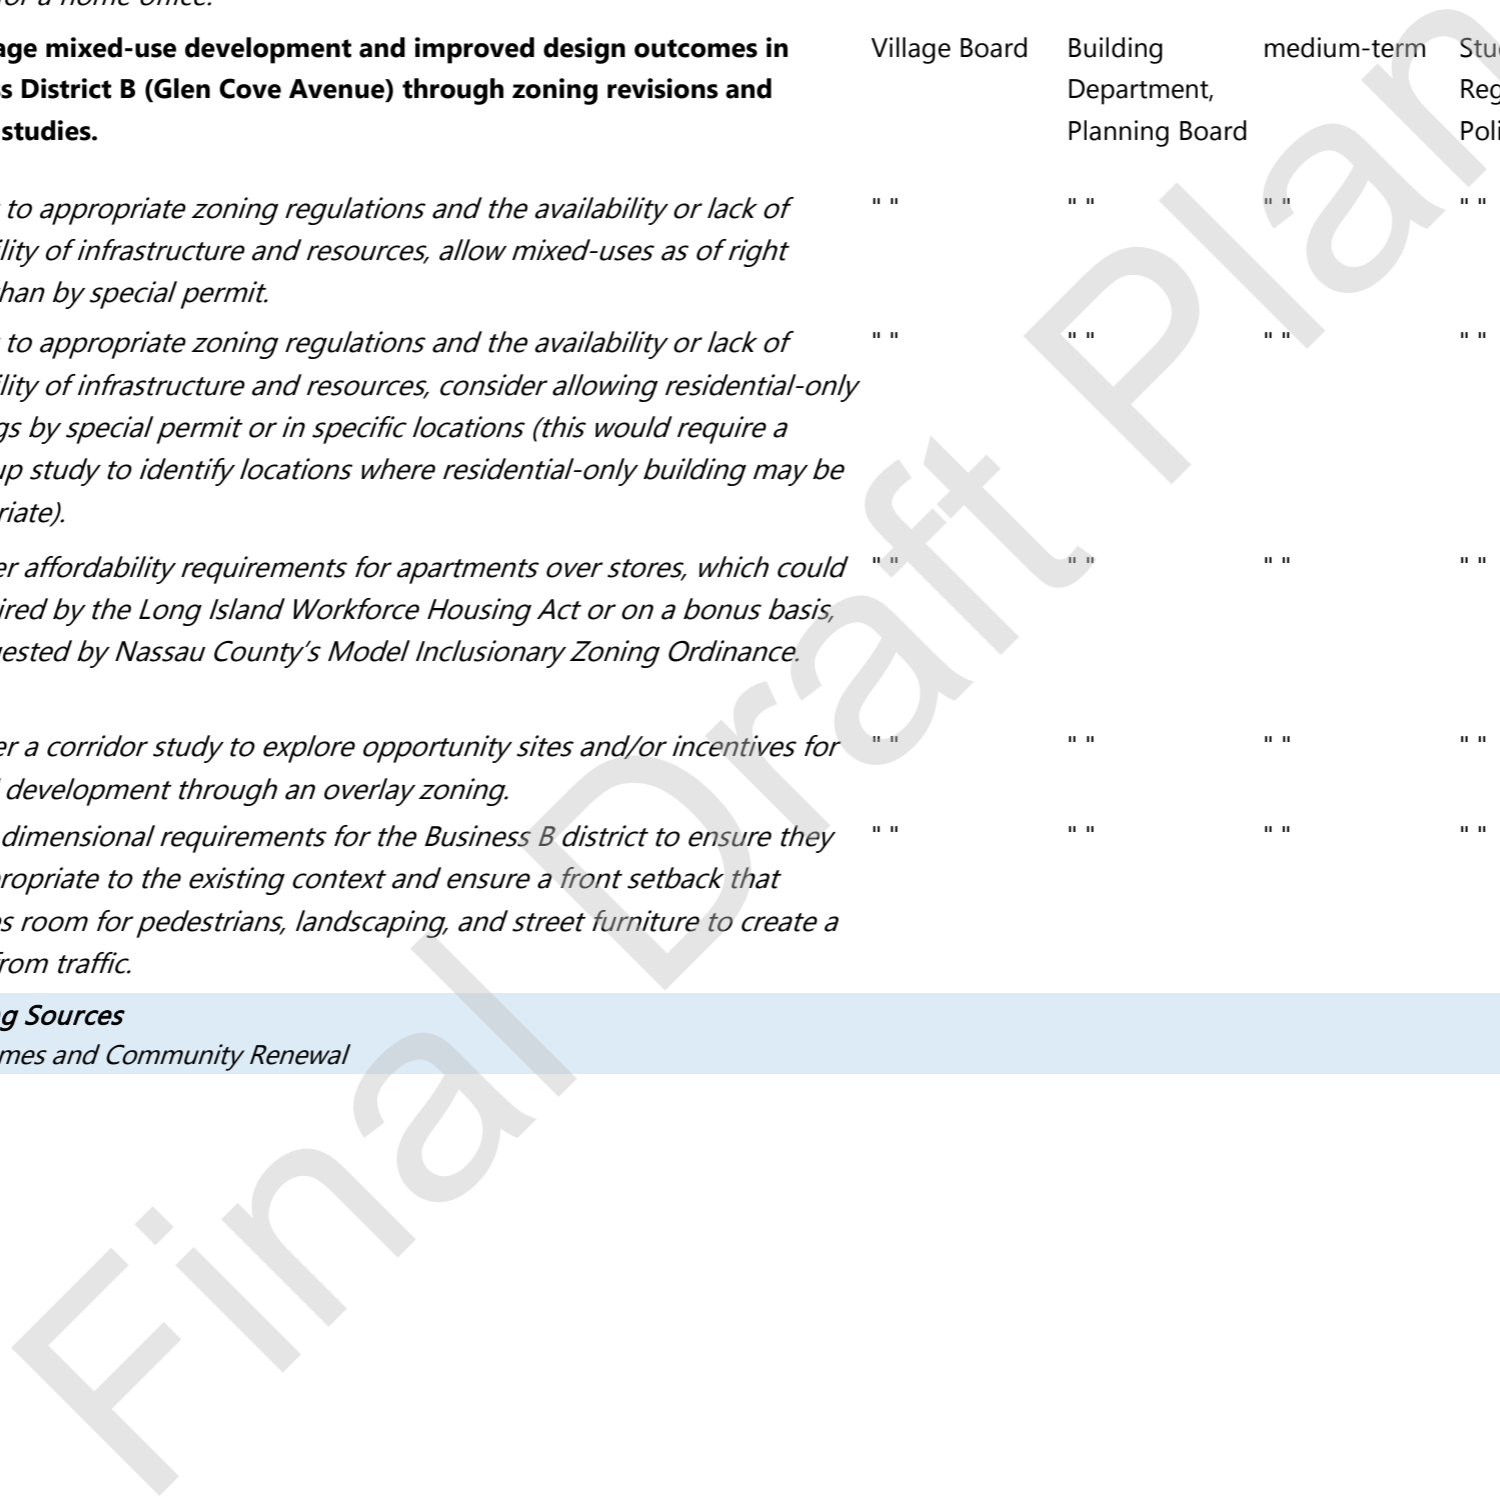 for a home office.
age mixed-use development and improved design outcomes in Village Board Building medium-term Stu
s District B (Glen Cove Avenue) through zoning revisions and Department, Reg
studies. Planning Board Poli
to appropriate zoning regulations and the availability or lack of " " " " " " " "
ility of infrastructure and resources, allow mixed-uses as of right
than by special permit.
to appropriate zoning regulations and the availability or lack of " " " " " " " "
ility of infrastructure and resources, consider allowing residential-only
gs by special permit or in specific locations (this would require a
up study to identify locations where residential-only building may be
riate).
er affordability requirements for apartments over stores, which could " " " " " " " "
ired by the Long Island Workforce Housing Act or on a bonus basis,
gested by Nassau County's Model Inclusionary Zoning Ordinance.
er a corridor study to explore opportunity sites and/or incentives for " " " " " " " "
development through an overlay zoning.
dimensional requirements for the Business B district to ensure they " " " " " " " "
ropriate to the existing context and ensure a front setback that
es room for pedestrians, landscaping, and street furniture to create a
from traffic.
ng Sources
mes and Community Renewal
Final Draft Plan